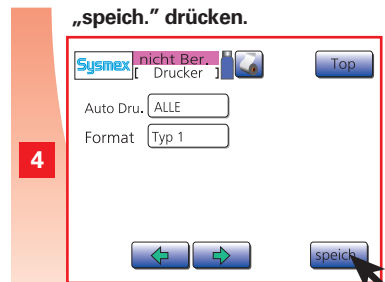 „speich.” drücken.
4
Sysmex nicht Ber. Top
[ Drucker ]
Auto Dru. ALLE
Format Typ 1
speich